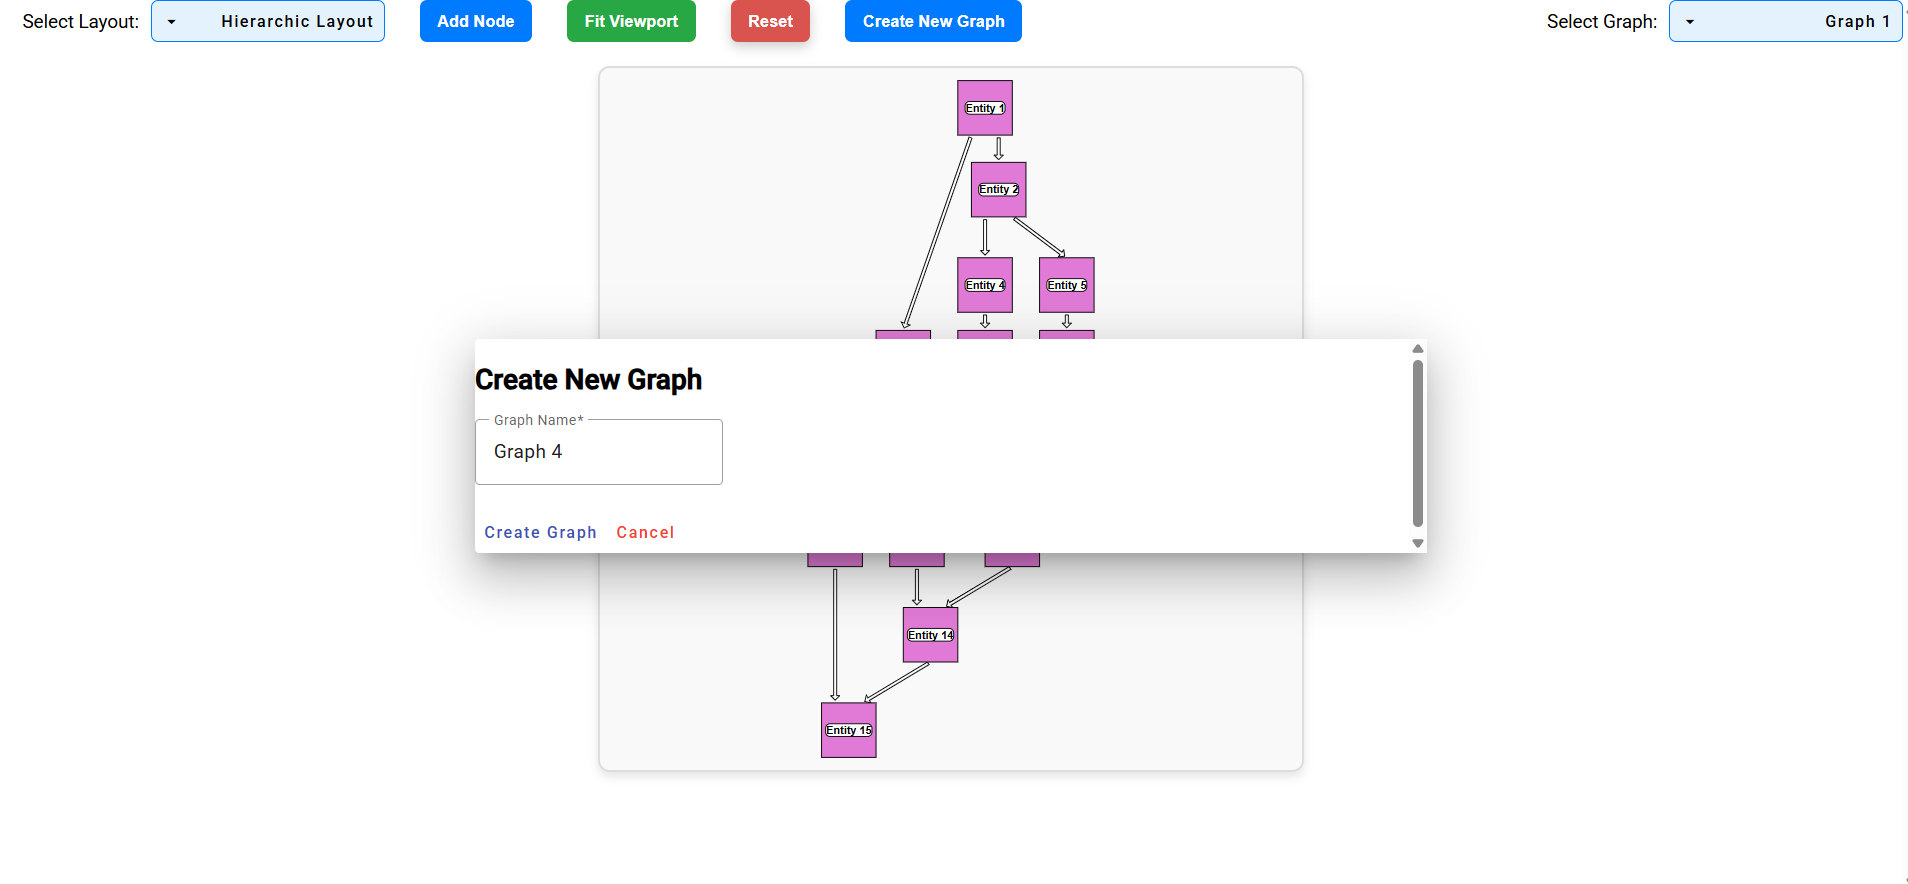 Select Layout: Hierarchic Layout Add Node Fit Viewport Reset Create New Graph Select Graph: Graph 1
Entity 1
Entity 2
Entity 4 Entity 5
Create New Graph
Graph Name*
Graph 4
Create Graph Cancel
Entity 14
Entity 15